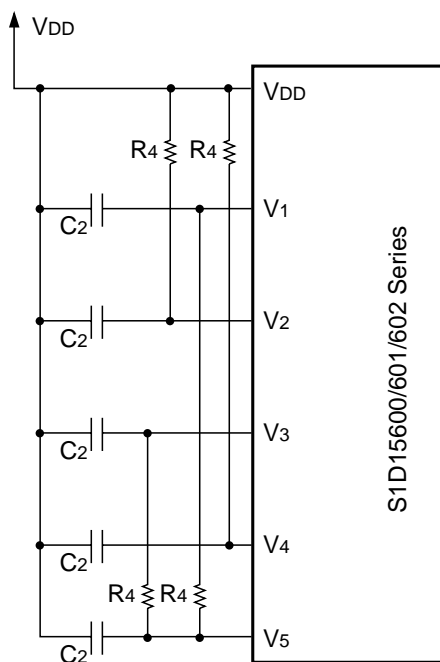 VDD
VDD
R4 R4
C2 V1
C2 V2
C2 V3
C2 V4
R4 R4
C2 V5
S1D15600/601/602 Series